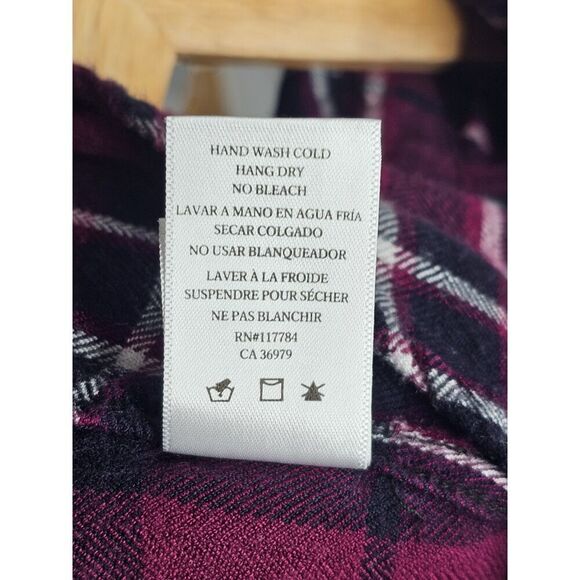 HAND WASH COLD
HANG DRY
NO BLEACH
LAVAR A MANO EN AGUA FRÍA
SECAR COLGADO
NO USAR BLANQUEADOR
LAVER À LA FROIDE
SUSPENDRE POUR SÉCHER
NE PAS BLANCHIR
RN#117784
CA 36979